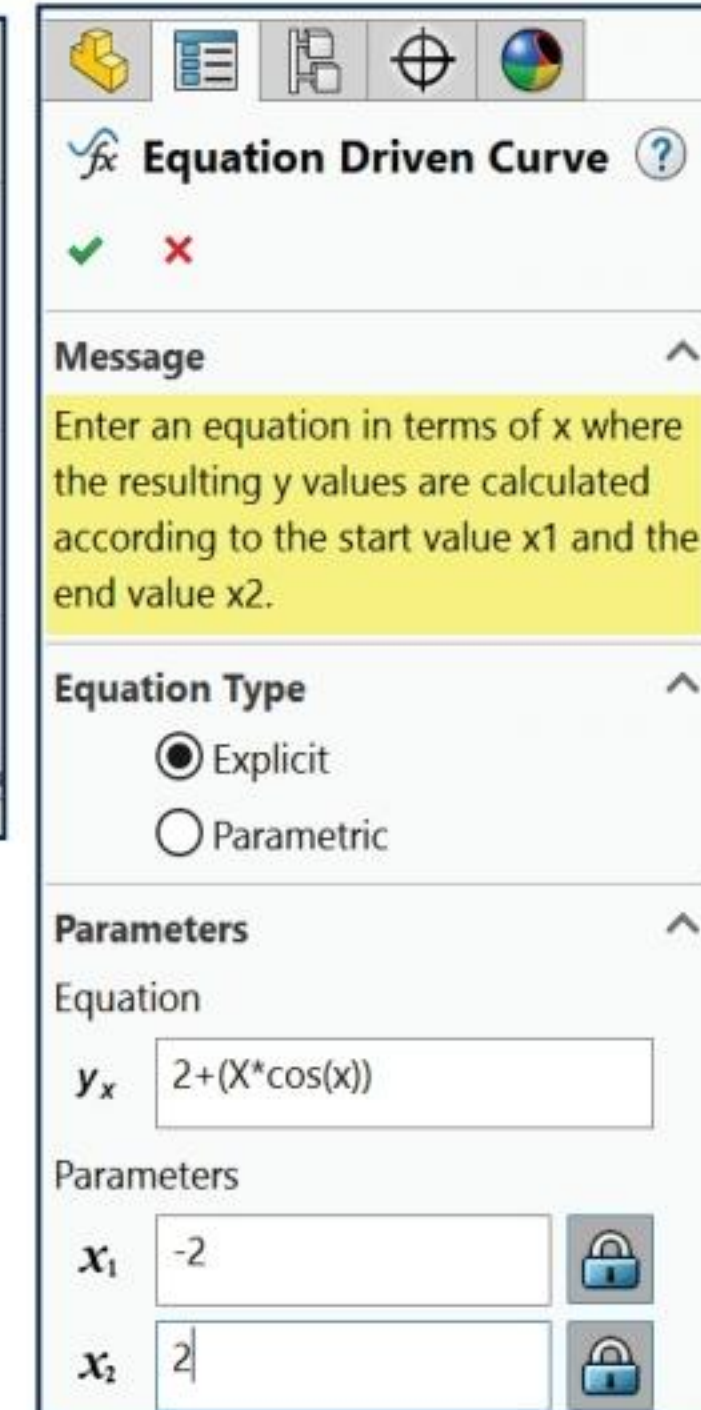 fx Equation Driven Curve ?
Message
Enter an equation in terms of x where
the resulting y values are calculated
according to the start value x1 and the
end value x2.
Equation Type
Explicit
Parametric
Parameters
Equation
yx 2+(X*cos(x))
Parameters
x1 -2
x2 2